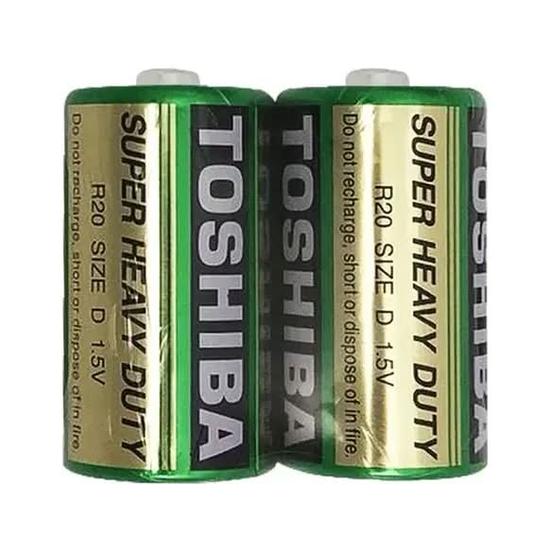 TOSHIBA
SUPER HEAVY DUTY
R20 SIZE D 1.5V
Do not recharge, short or dispose of in fire.
TOSHIBA
TOSHIBA
SUPER HEAVY DUTY
R20 SIZE D 1.5V
Do not recharge, short or dispose of in fire.
TOSHIBA